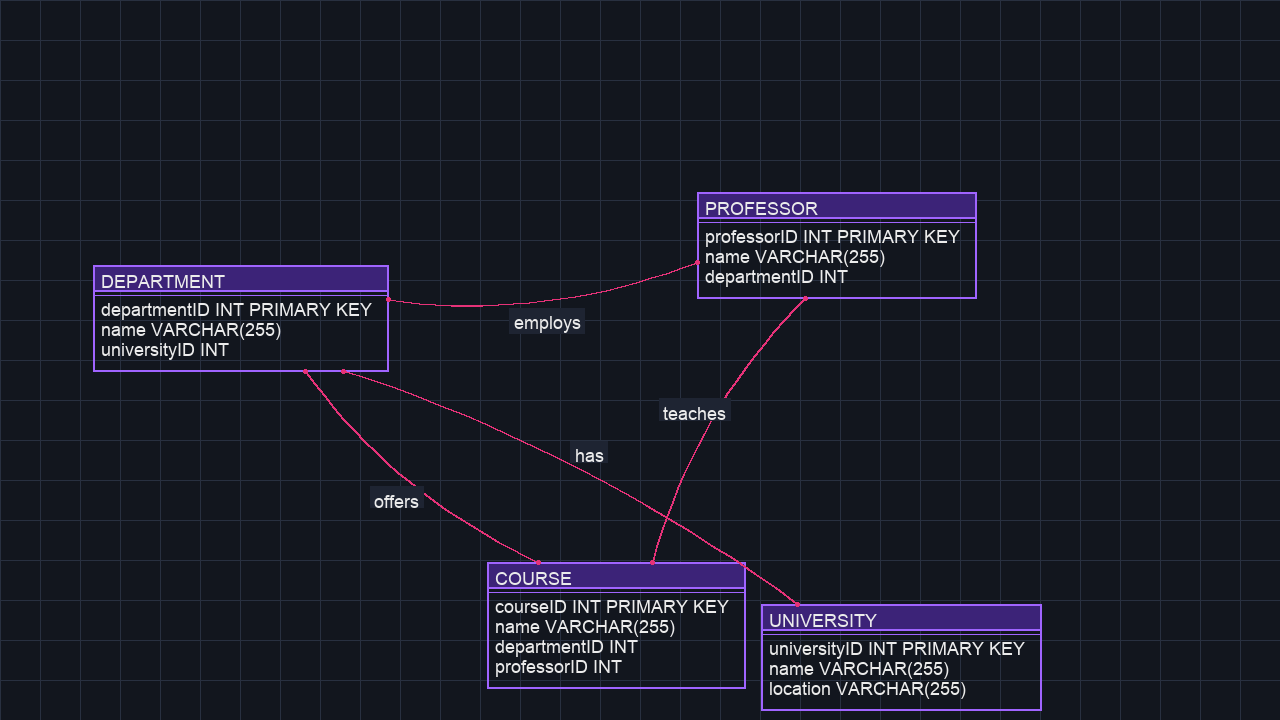 PROFESSOR
professorID INT PRIMARY KEY
name VARCHAR(255)
departmentID INT
DEPARTMENT
departmentID INT PRIMARY KEY
name VARCHAR(255)
universityID INT
employs
teaches
has
offers
COURSE
courseID INT PRIMARY KEY
name VARCHAR(255)
departmentID INT
professorID INT
UNIVERSITY
universityID INT PRIMARY KEY
name VARCHAR(255)
location VARCHAR(255)